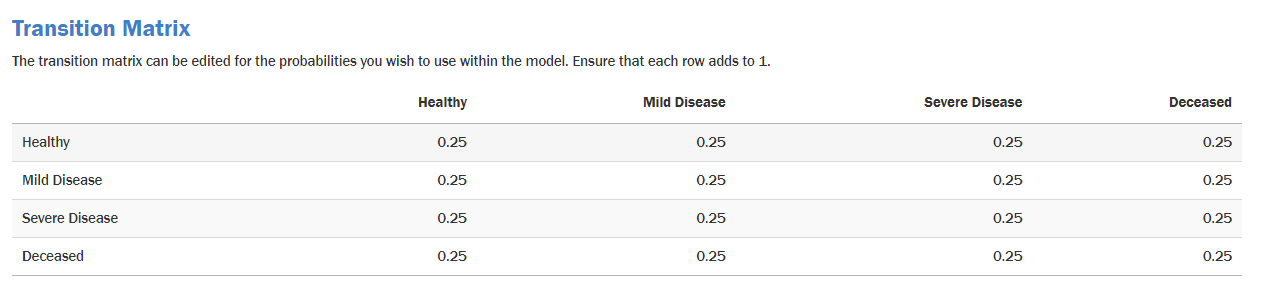 Transition Matrix
The transition matrix can be edited for the probabilities you wish to use within the model. Ensure that each row adds to 1.
Healthy Mild Disease Severe Disease Deceased
Healthy 0.25 0.25 0.25 0.25
Mild Disease 0.25 0.25 0.25 0.25
Severe Disease 0.25 0.25 0.25 0.25
Deceased 0.25 0.25 0.25 0.25